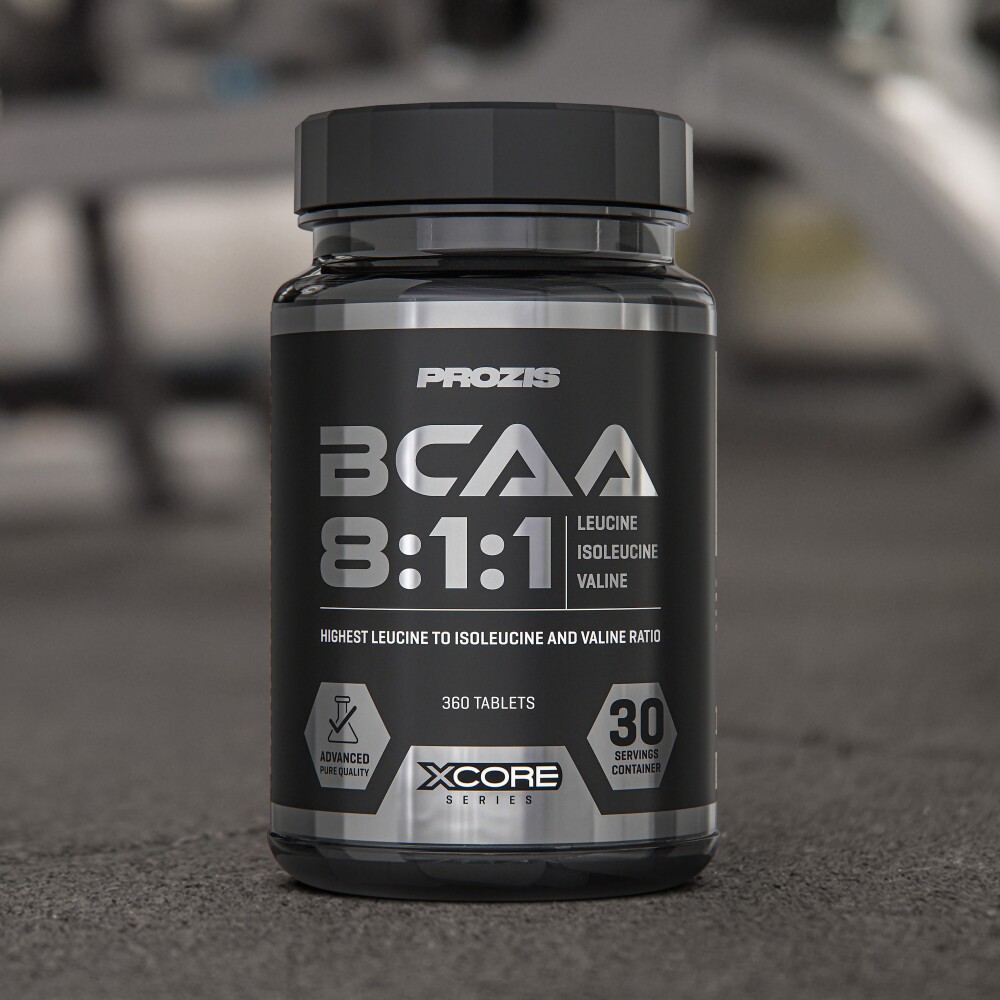 PROZIS
BCAA
8:1:1
LEUCINE
ISOLEUCINE
VALINE
HIGHEST LEUCINE TO ISOLEUCINE AND VALINE RATIO
360 TABLETS
ADVANCED
PURE QUALITY
30
SERVINGS
CONTAINER
XCORE
SERIES